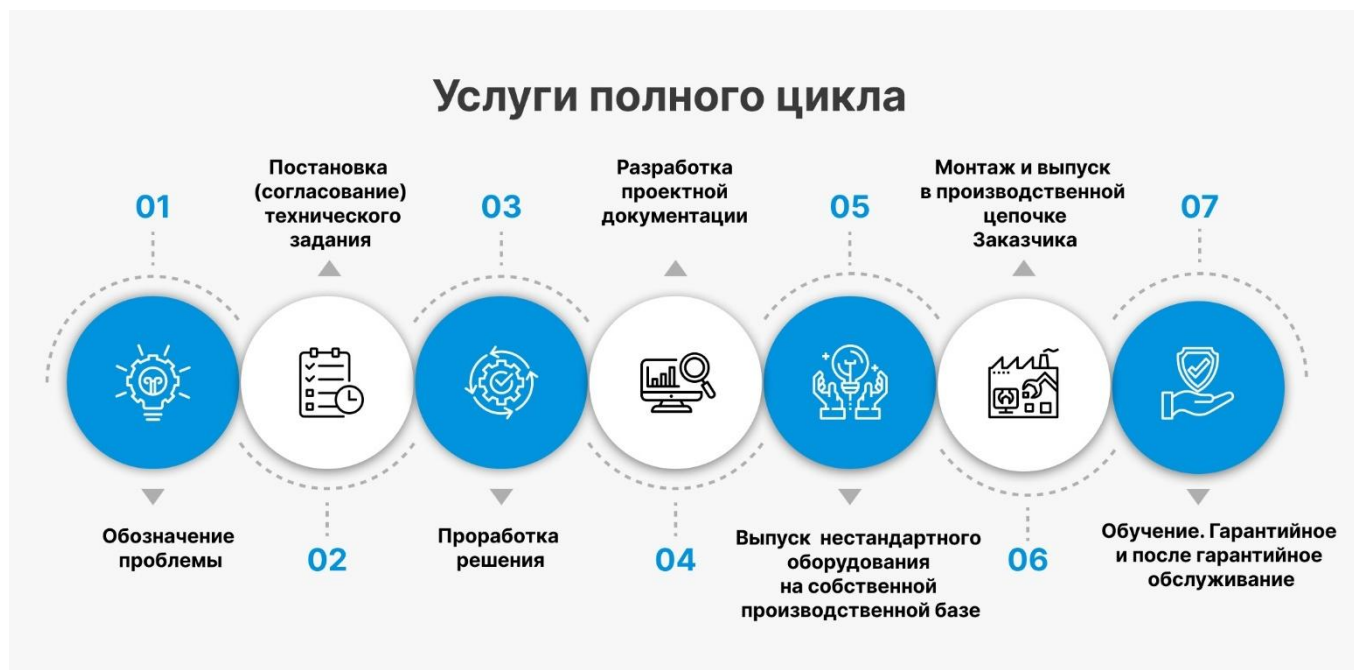 Услуги полного цикла
01
Обозначение
проблемы
Постановка
(согласование)
технического
задания
02
03
Проработка
решения
Разработка
проектной
документации
04
05
Выпуск нестандартного
оборудования
на собственной
производственной базе
Монтаж и выпуск
в производственной
цепочке
Заказчика
06
07
Обучение. Гарантийное
и после гарантийное
обслуживание